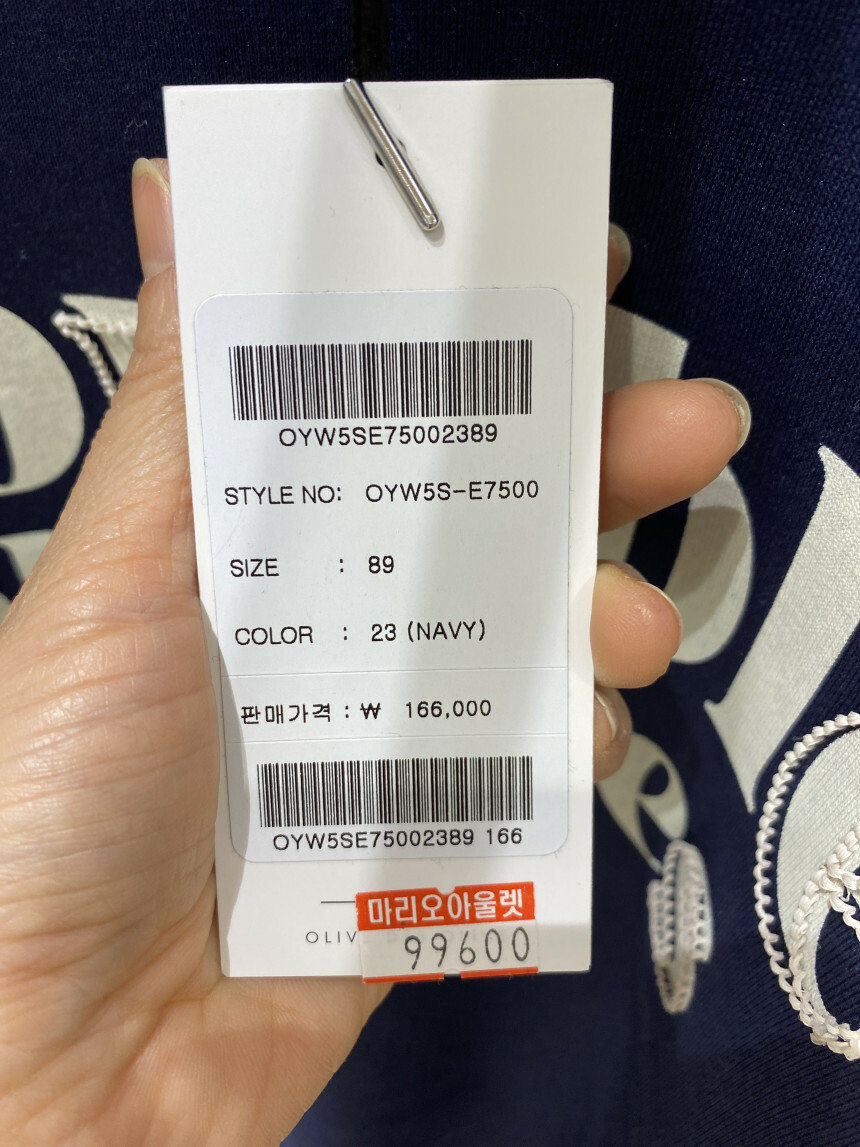 OYW5SE75002389
STYLE NO: OYW5S-E7500
SIZE : 89
COLOR : 23 (NAVY)
판매가격 : ₩ 166,000
OYW5SE75002389 166
마리오아울렛
OLIV
99600